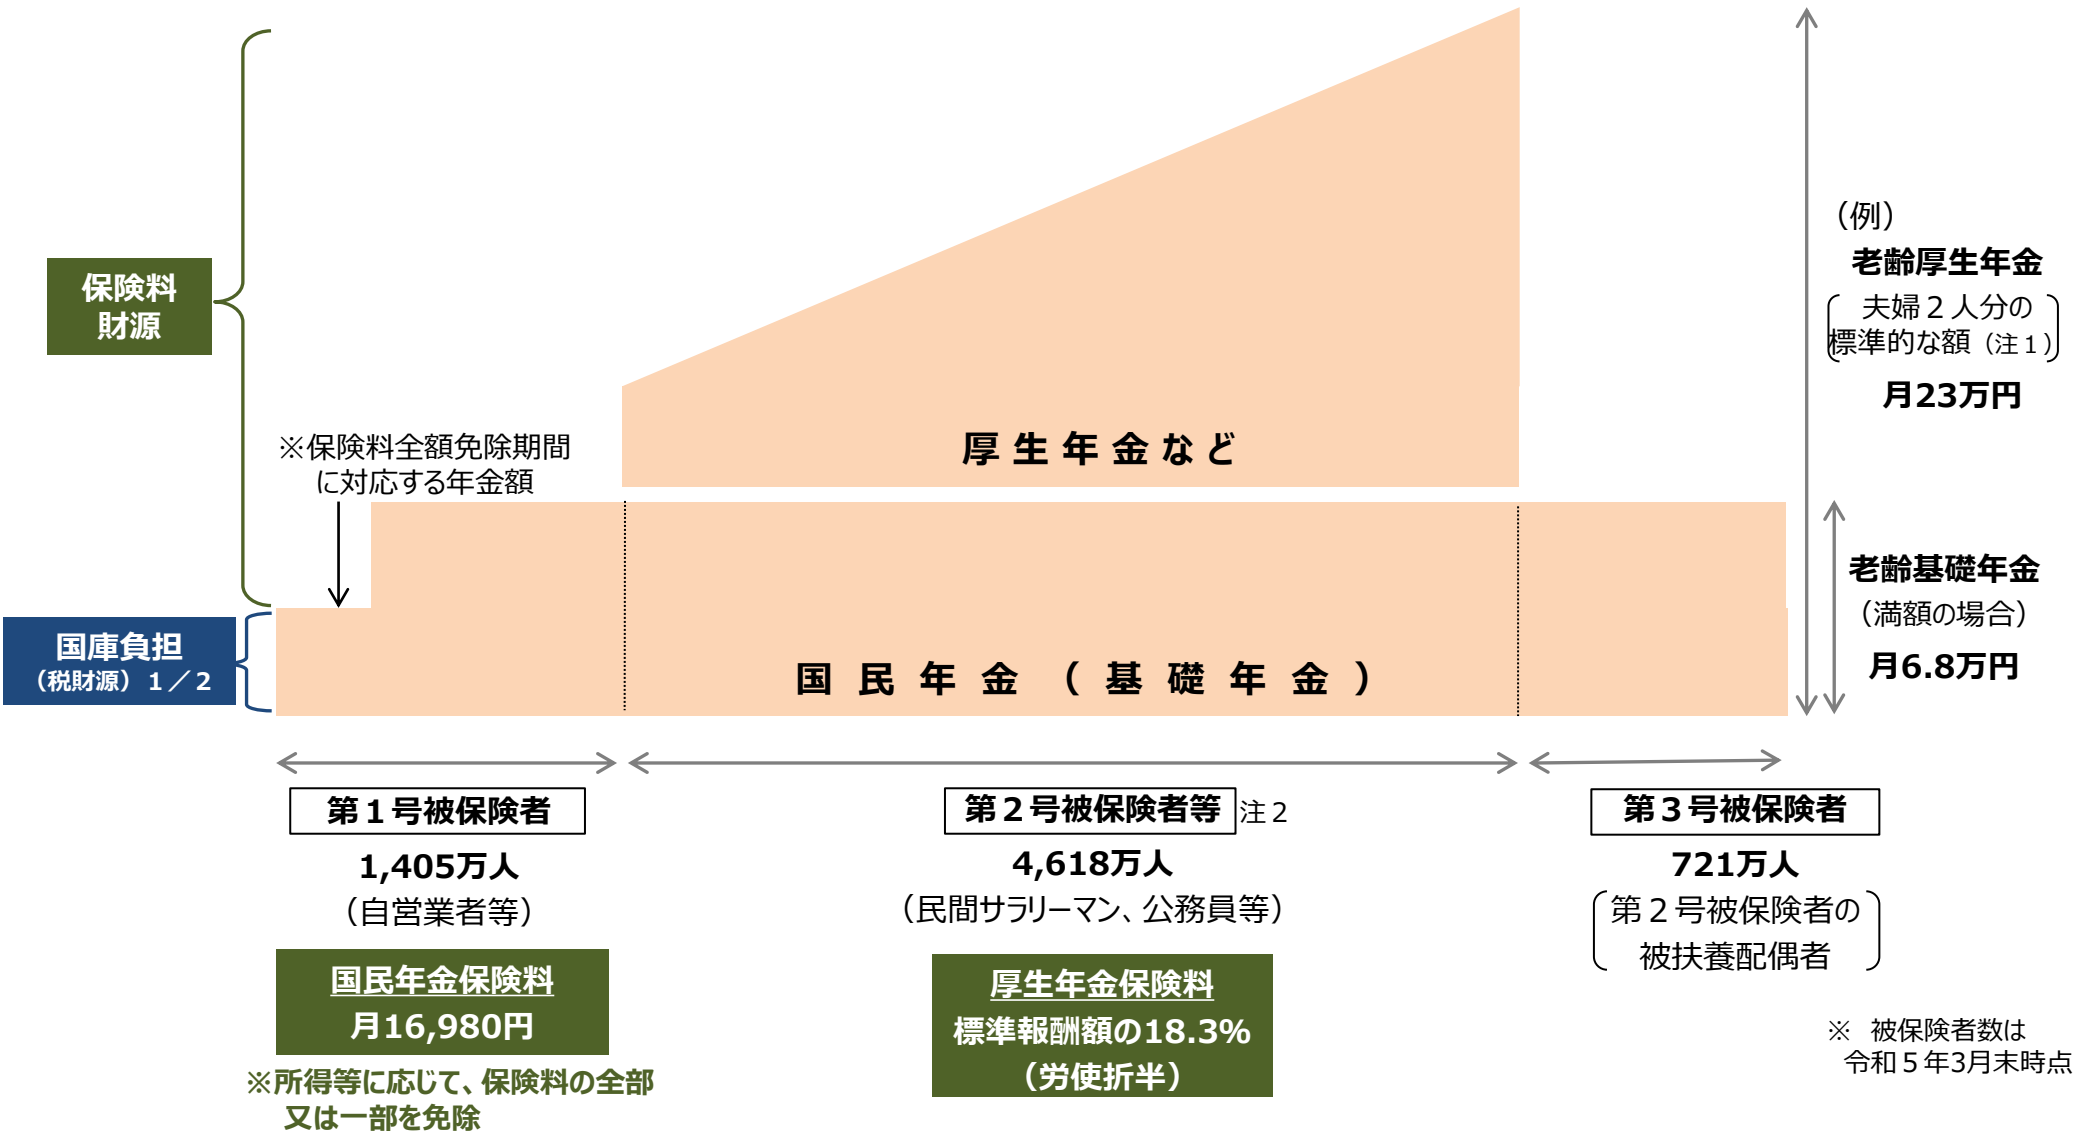 保険料
財源
※保険料全額免除期間
に対応する年金額
国庫負担
（税財源）１／２
厚生年金など
国民年金（基礎年金）
（例）
老齢厚生年金
夫婦２人分の
標準的な額（注１）
月23万円
老齢基礎年金
（満額の場合）
月6.8万円
第１号被保険者
1,405万人
（自営業者等）
国民年金保険料
月16,980円
※所得等に応じて、保険料の全部
又は一部を免除
第２号被保険者等 注２
4,618万人
（民間サラリーマン、公務員等）
厚生年金保険料
標準報酬額の18.3%
（労使折半）
第３号被保険者
721万人
第２号被保険者の
被扶養配偶者
※　被保険者数は
令和５年3月末時点